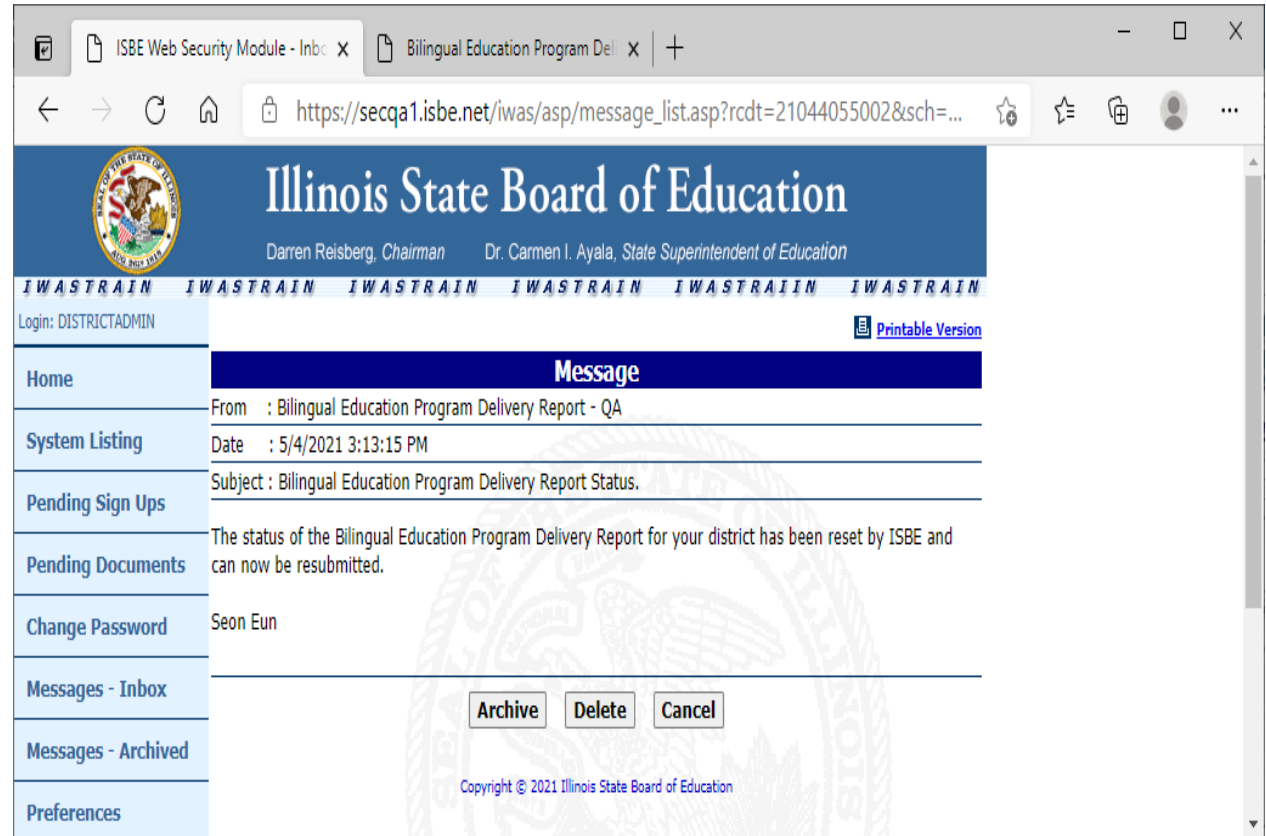 ISBE Web Security Module - Inbo
Bilingual Education Program Deli
https://secqa1.isbe.net/iwas/asp/message_list.asp?rcdt=21044055002&sch=...
Illinois State Board of Education
Darren Reisberg, Chairman Dr. Carmen I. Ayala, State Superintendent of Education
IWASTRAIN IWASTRAIN IWASTRAIN IWASTRAIN IWASTRAIIN IWASTRAIN
Login: DISTRICTADMIN
Printable Version
Home
System Listing
Pending Sign Ups
Pending Documents
Change Password
Messages - Inbox
Messages - Archived
Preferences
Message
From : Bilingual Education Program Delivery Report - QA
Date : 5/4/2021 3:13:15 PM
Subject : Bilingual Education Program Delivery Report Status.
The status of the Bilingual Education Program Delivery Report for your district has been reset by ISBE and
can now be resubmitted.
Seon Eun
Archive Delete Cancel
Copyright © 2021 Illinois State Board of Education